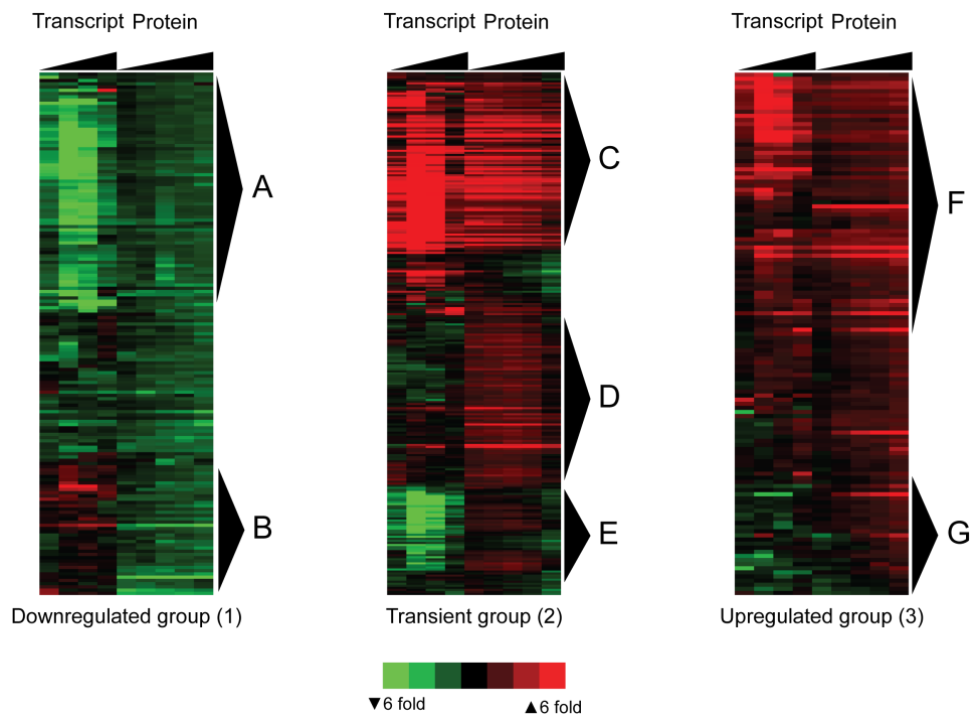 Transcript Protein
Transcript Protein
Transcript Protein
A
B
C
D
E
F
G
Downregulated group (1)
Transient group (2)
Upregulated group (3)
▼6 fold
▲6 fold